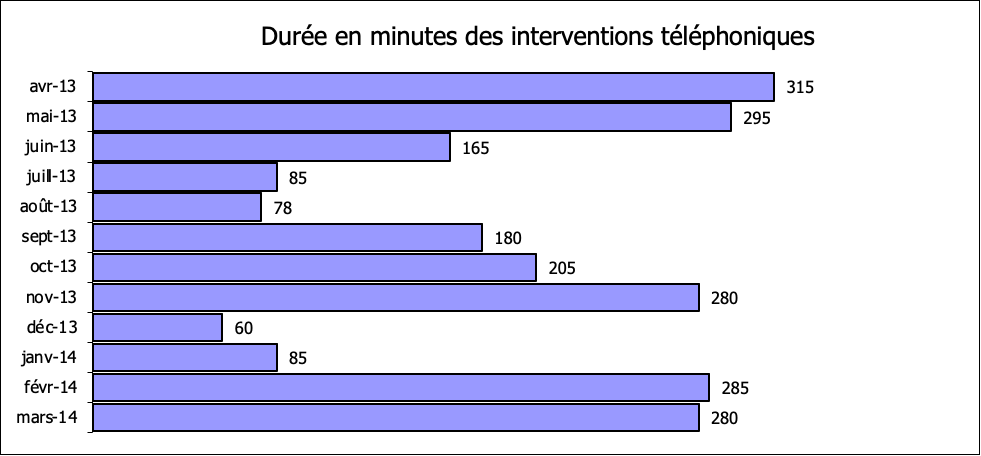 Durée en minutes des interventions téléphoniques
avr-13 315
mai-13 295
juin-13 165
juill-13 85
août-13 78
sept-13 180
oct-13 205
nov-13 280
déc-13 60
janv-14 85
févr-14 285
mars-14 280